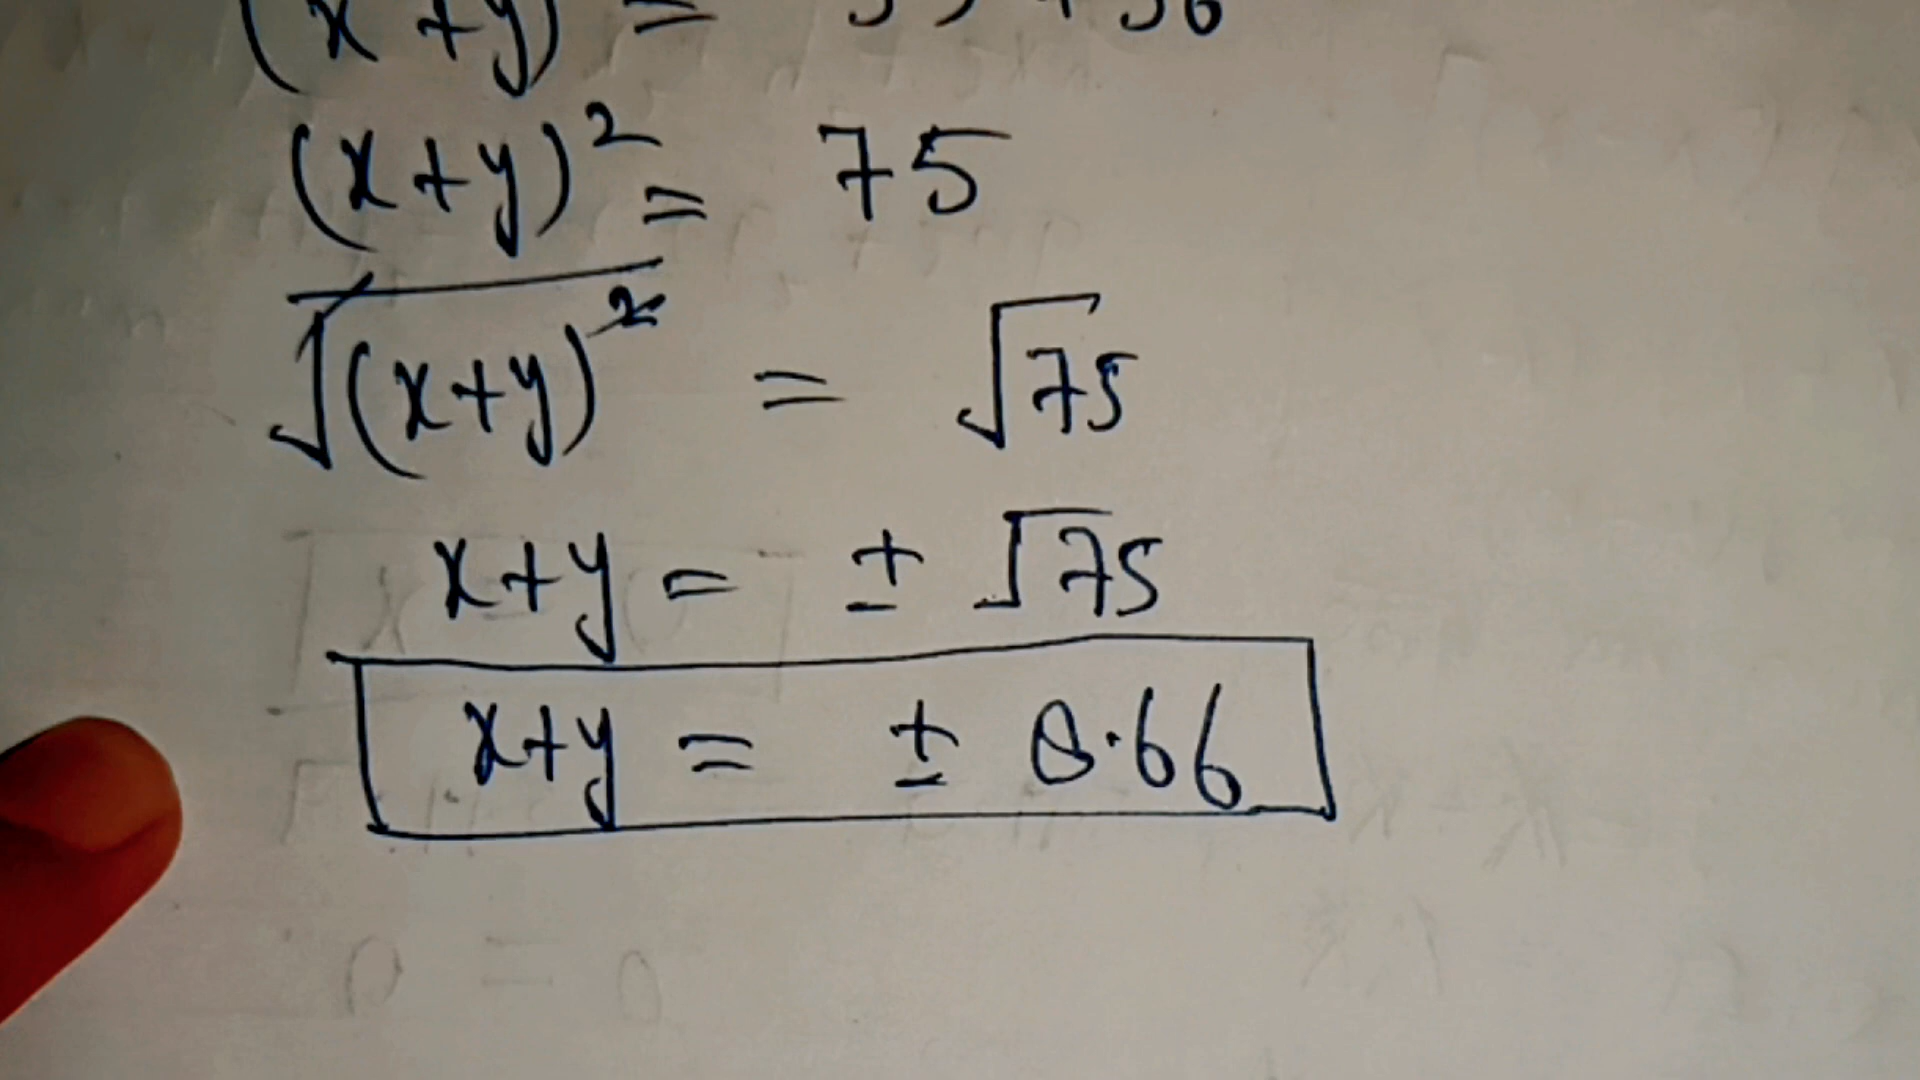 (x+y)² = 75
√(x+y)² = √75
x+y = ± √75
x+y = ± 8.66